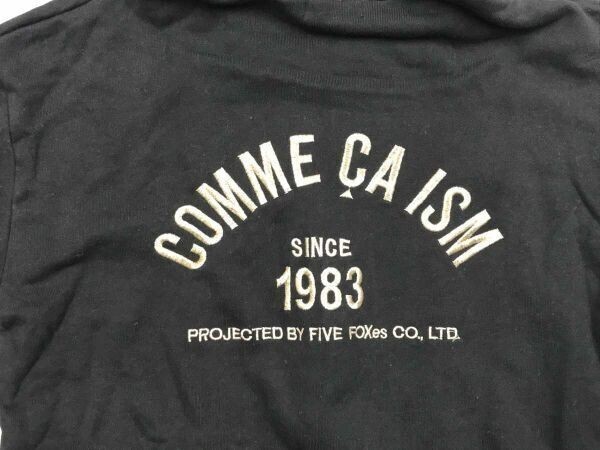 COMME ÇA ISM
SINCE
1983
PROJECTED BY FIVE FOXes CO., LTD.